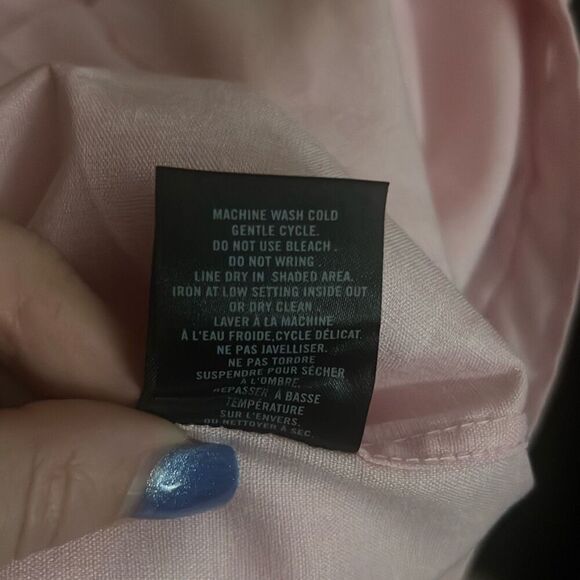 MACHINE WASH COLD
GENTLE CYCLE.
DO NOT USE BLEACH .
DO NOT WRING .
LINE DRY IN SHADED AREA.
IRON AT LOW SETTING INSIDE OUT
OR DRY CLEAN .
LAVER À LA MACHINE
À L'EAU FROIDE,CYCLE DÉLICAT.
NE PAS JAVELLISER.
NE PAS TORDRE
SUSPENDRE POUR SÉCHER
À L'OMBRE.
REPASSER À BASSE
TEMPÉRATURE
SUR L'ENVERS.
OU NETTOYER À SEC.